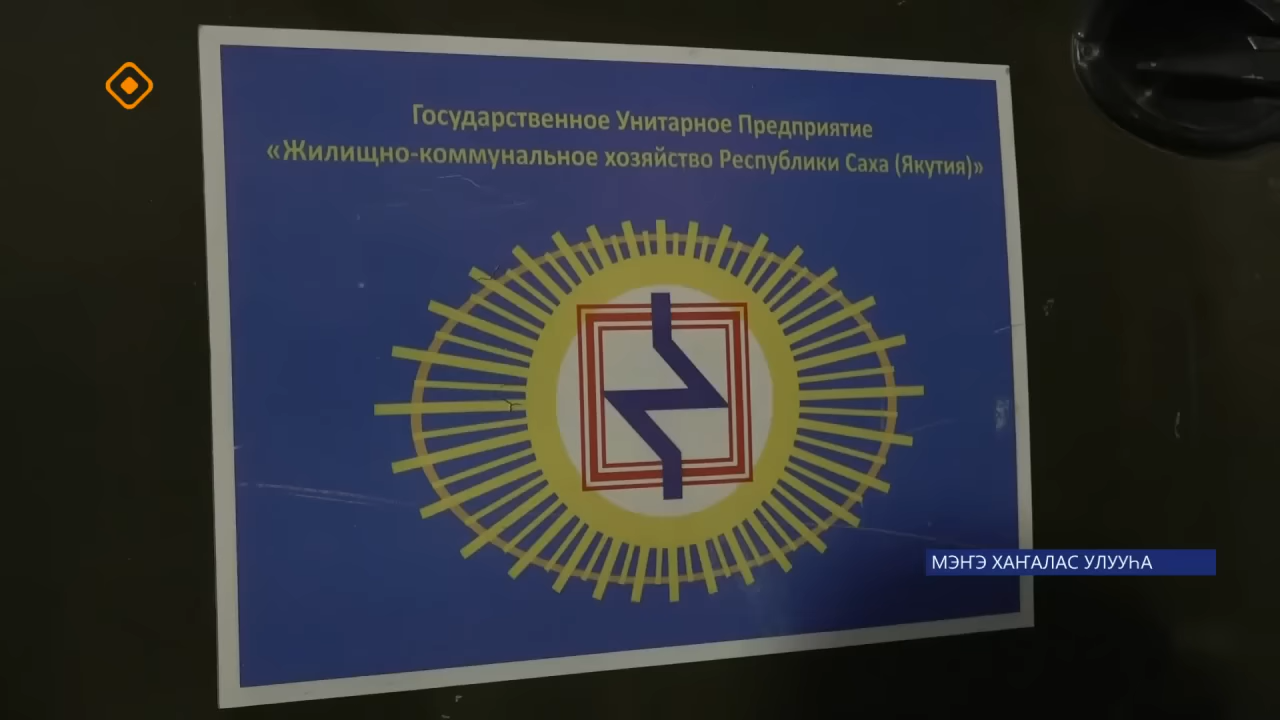 Государственное Унитарное Предприятие
«Жилищно-коммунальное хозяйство Республики Саха (Якутия)»
МЭҤЭ ХАҤАЛАС УЛУУҺА